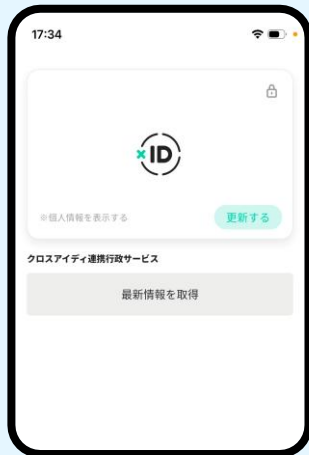 17:34
xID
※個人情報を表示する
更新する
クロスアイディ連携行政サービス
最新情報を取得